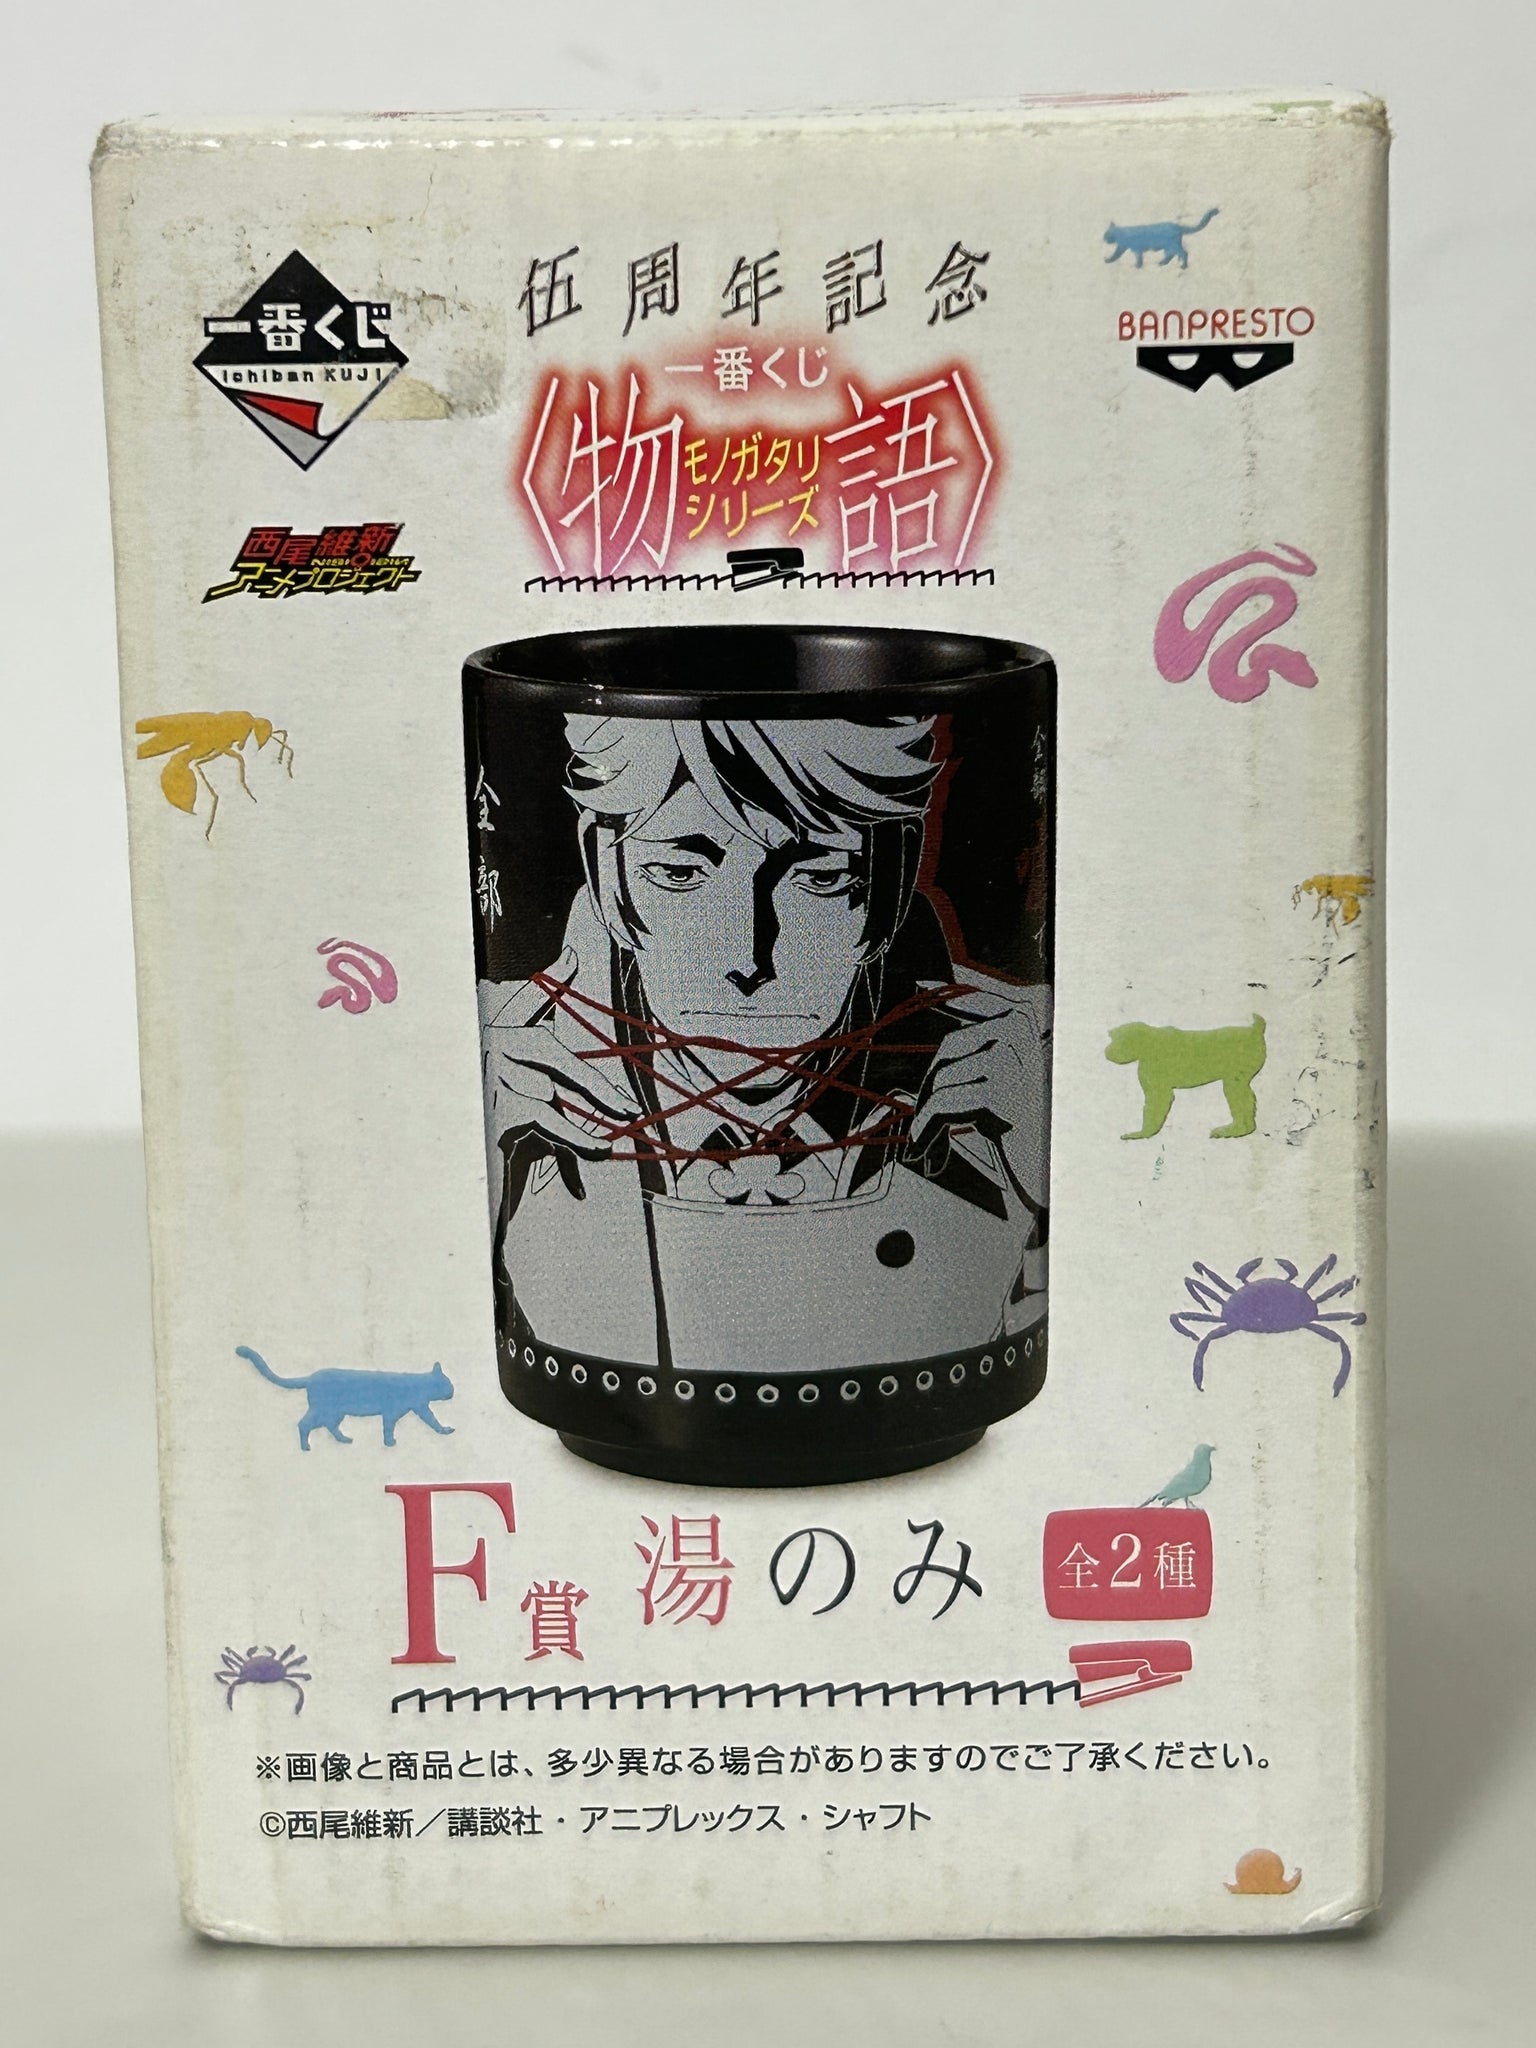 伍周年記念
一番くじ
Ichiban KUJI
BANPRESTO
一番くじ
〈物語〉
モノガタリ
シリーズ
西尾維新
アニメプロジェクト
全部
F賞 湯のみ 全2種
※画像と商品とは、多少異なる場合がありますのでご了承ください。
©西尾維新／講談社・アニプレックス・シャフト